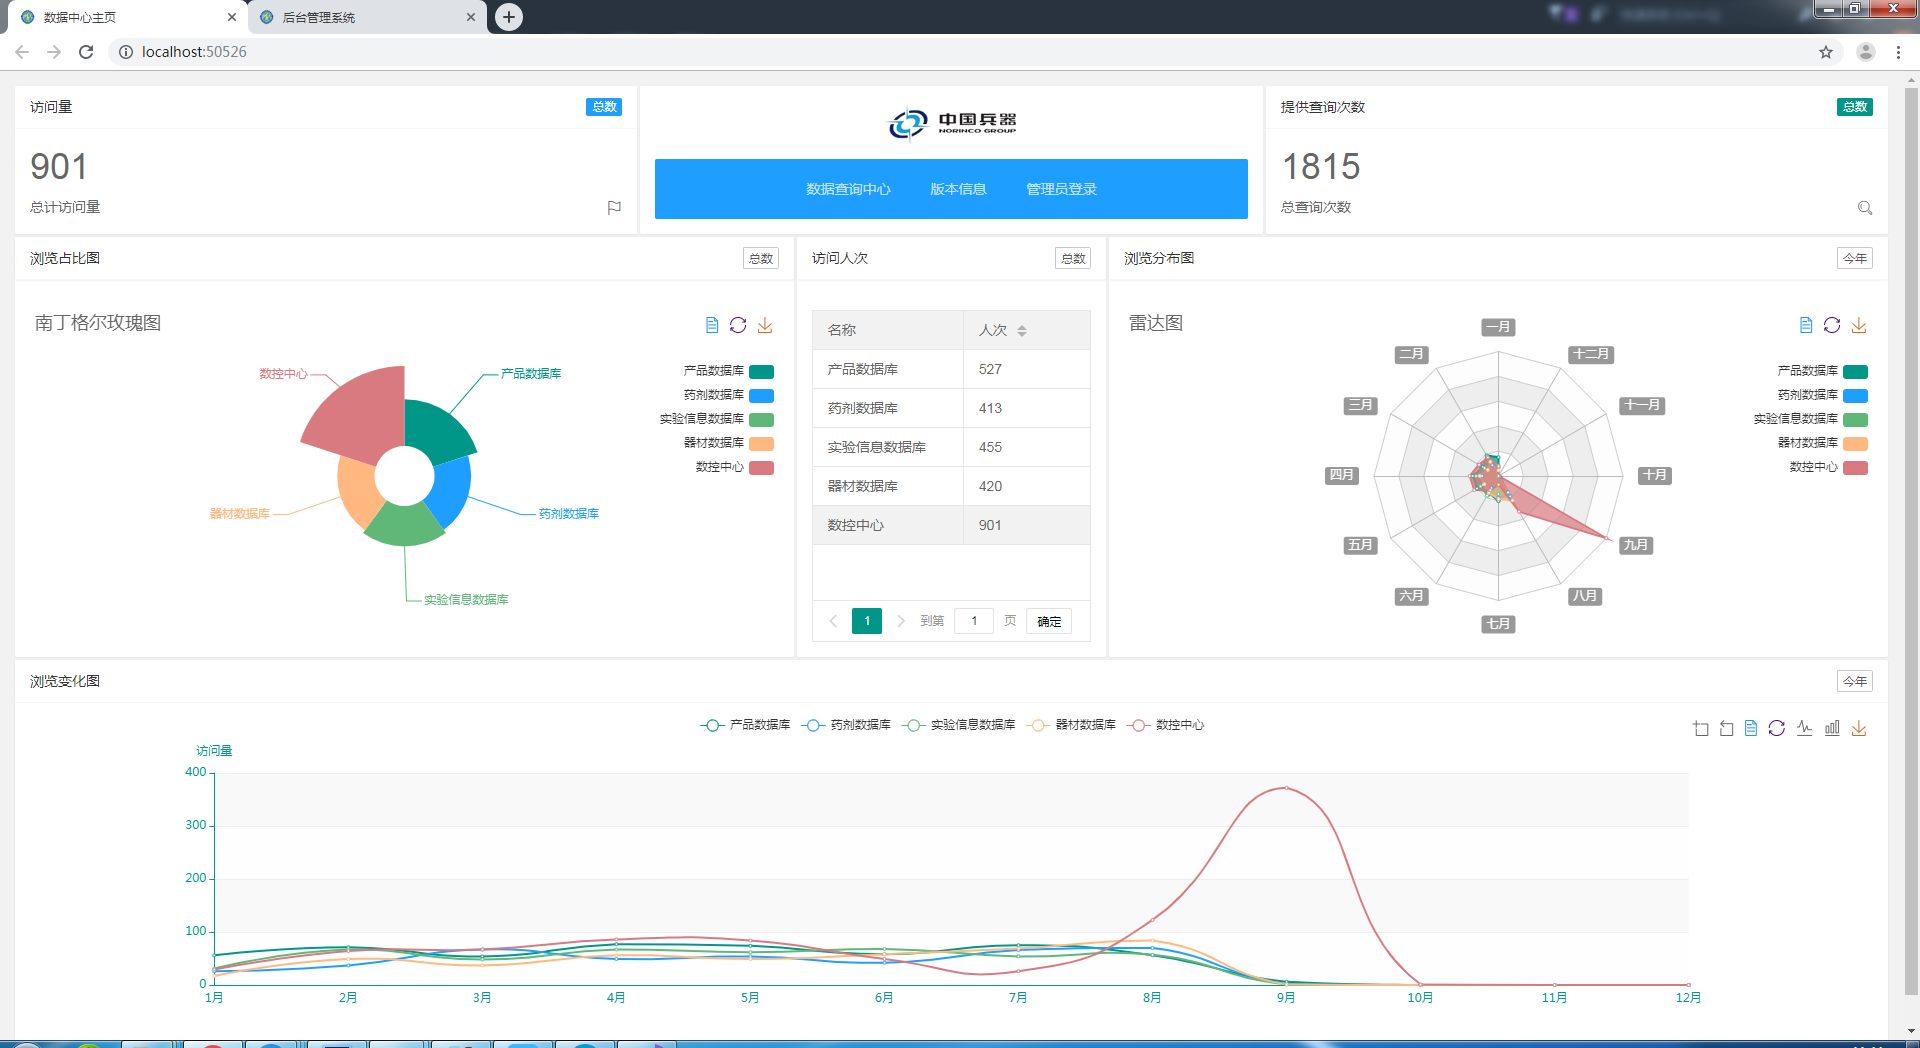 数据中心主页
后台管理系统
localhost:50526
访问量 总数
901
总计访问量
中国兵器
NORINCO GROUP
数据查询中心 版本信息 管理员登录
提供查询次数 总数
1815
总查询次数
浏览占比图 总数
南丁格尔玫瑰图
产品数据库
药剂数据库
实验信息数据库
器材数据库
数控中心
数控中心
产品数据库
器材数据库
药剂数据库
实验信息数据库
访问人次 总数
名称 人次
产品数据库 527
药剂数据库 413
实验信息数据库 455
器材数据库 420
数控中心 901
1 到第 1 页 确定
浏览分布图 今年
雷达图
产品数据库
药剂数据库
实验信息数据库
器材数据库
数控中心
一月
二月 十二月
三月 十一月
四月 十月
五月 九月
六月 八月
七月
浏览变化图 今年
产品数据库 药剂数据库 实验信息数据库 器材数据库 数控中心
访问量
400
300
200
100
0
1月 2月 3月 4月 5月 6月 7月 8月 9月 10月 11月 12月